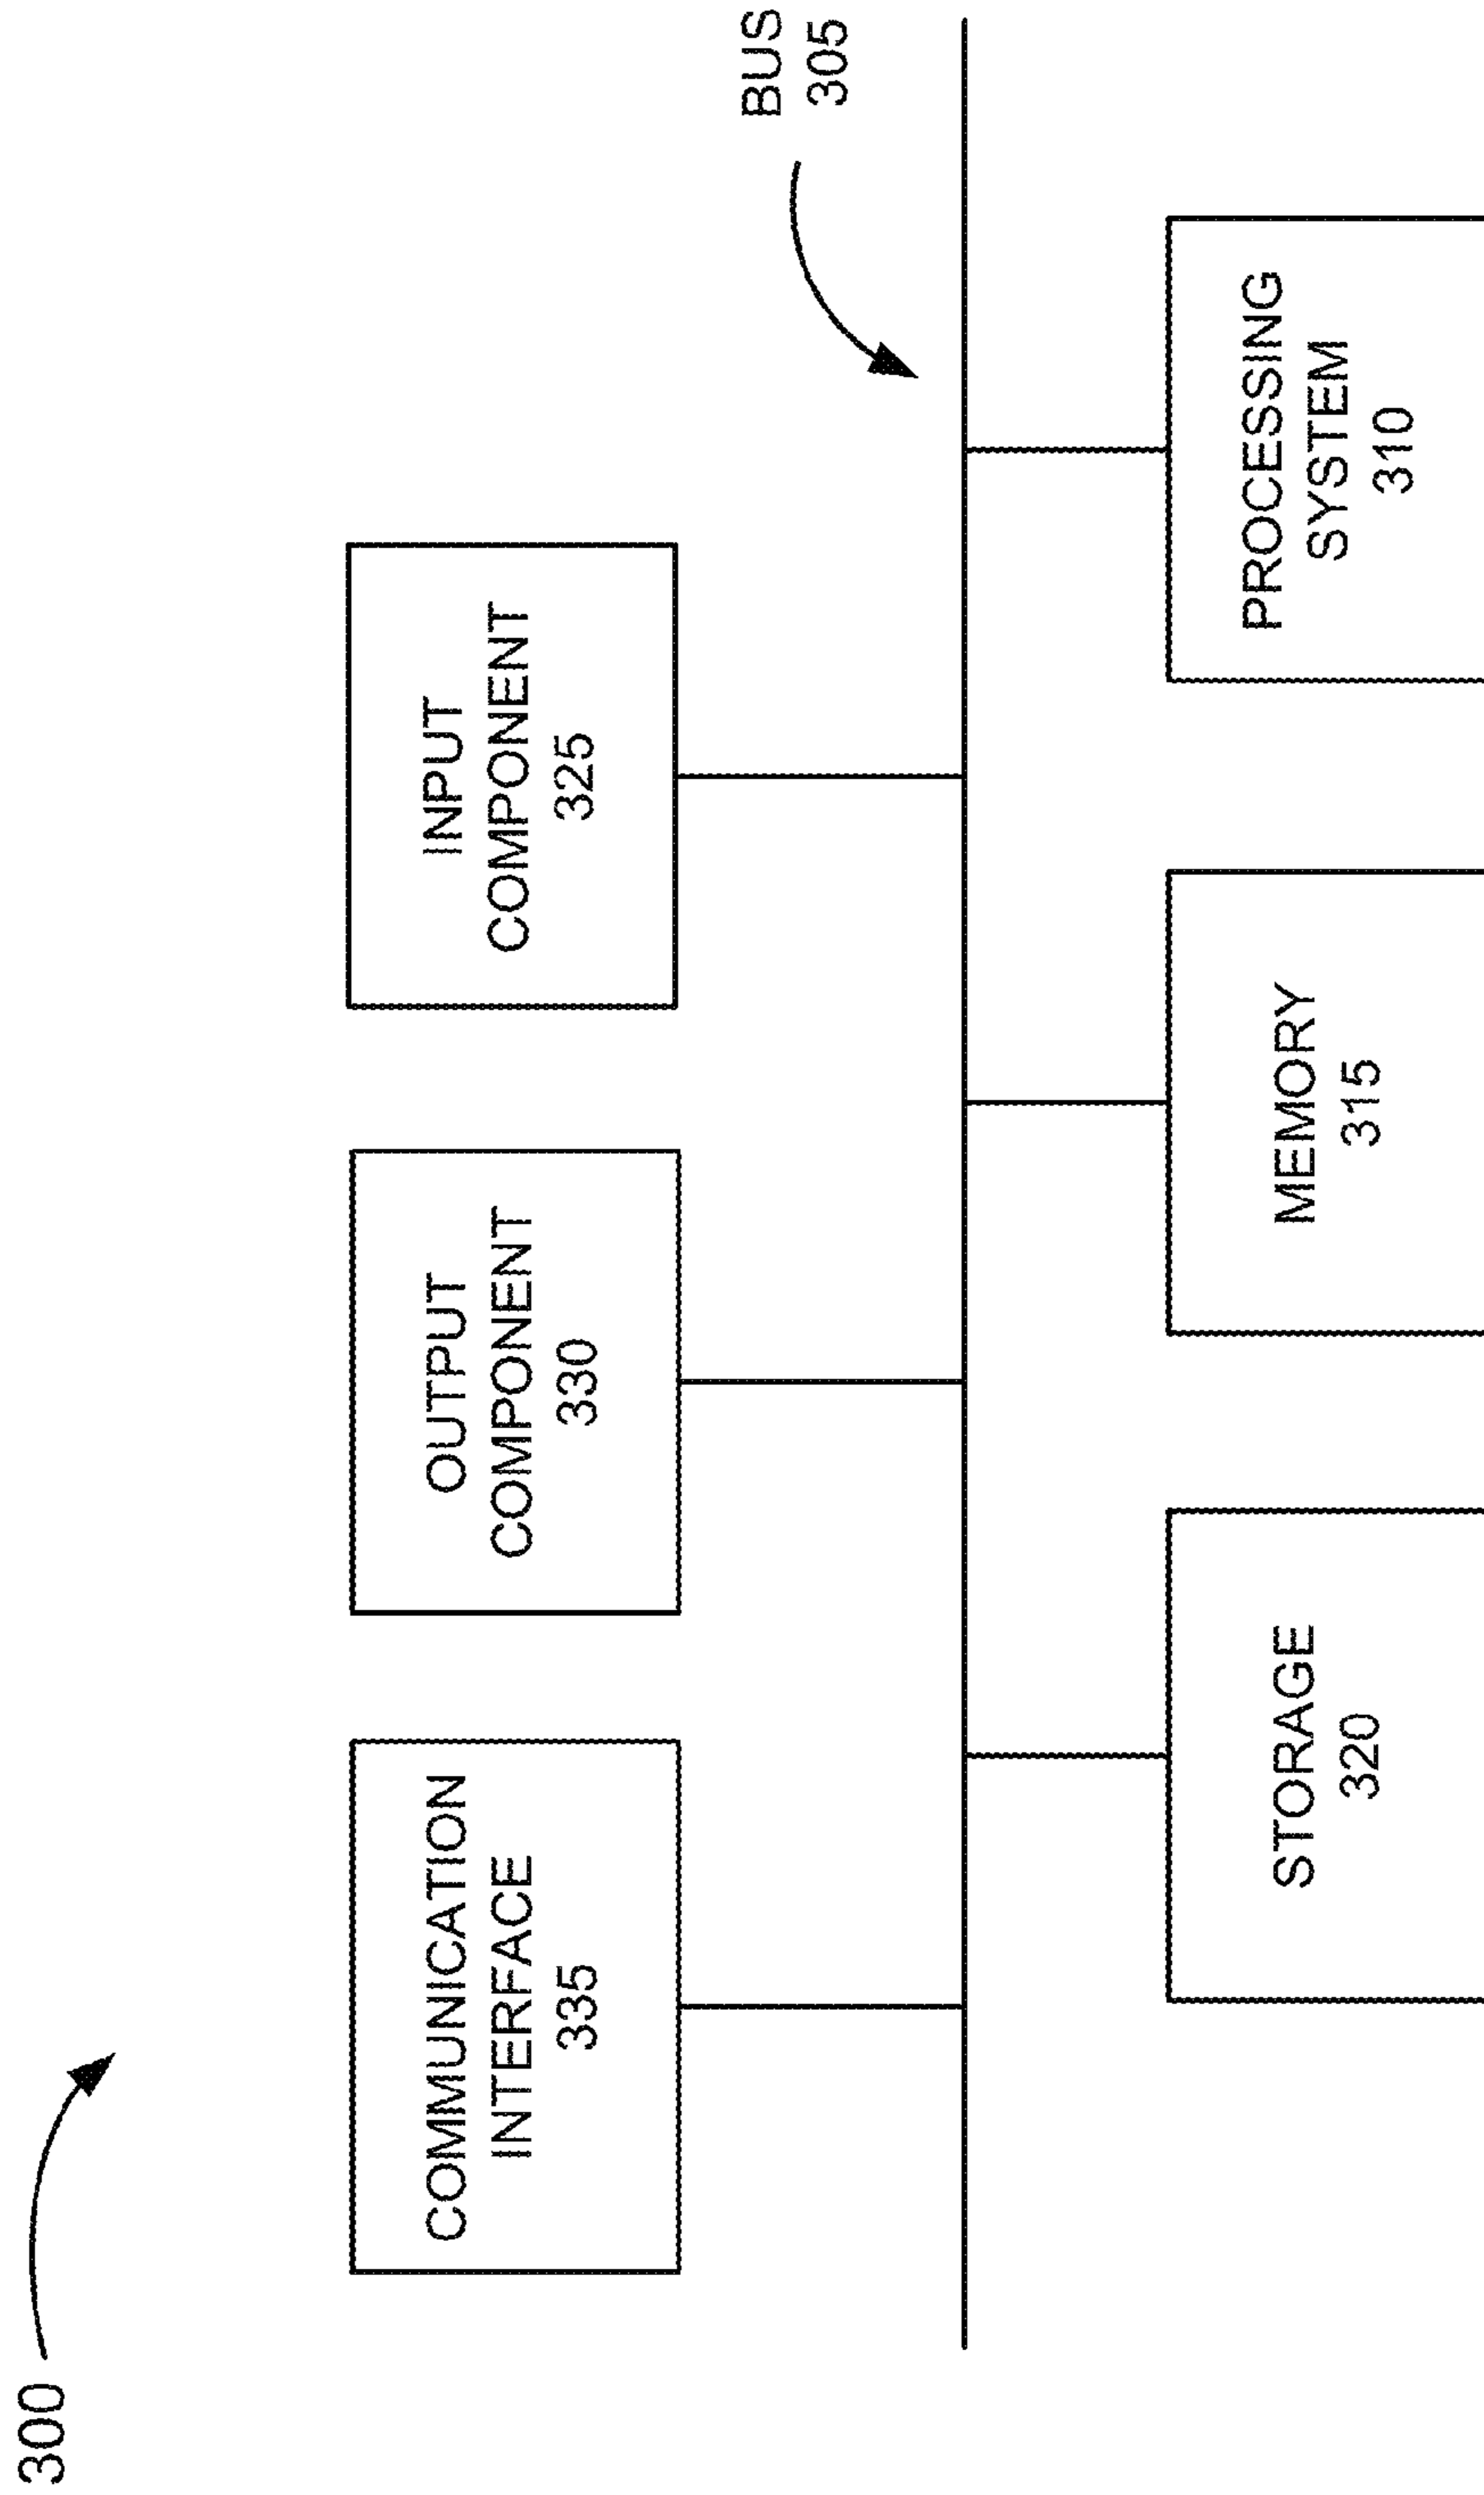 300
COMMUNICATION
INTERFACE
335
OUTPUT
COMPONENT
330
INPUT
COMPONENT
325
BUS
305
STORAGE
320
MEMORY
315
PROCESSING
SYSTEM
310